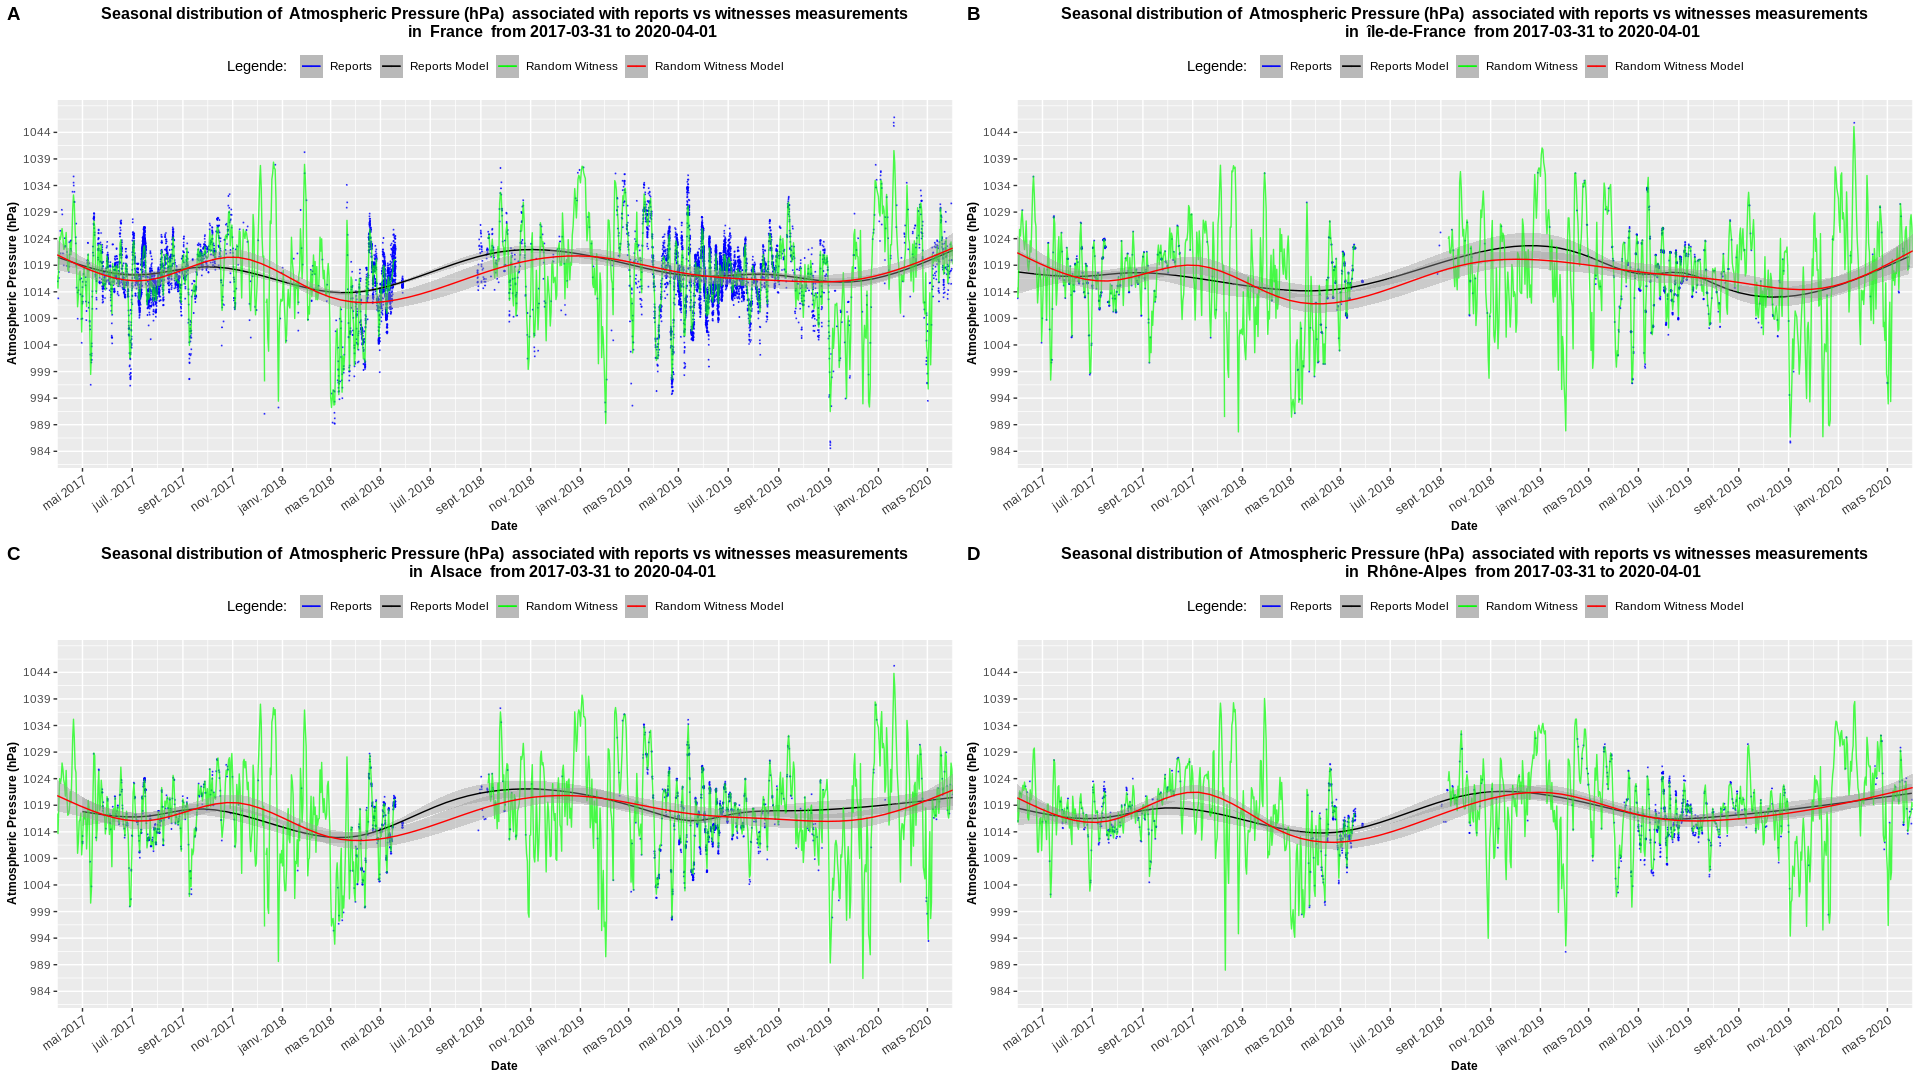 A
Seasonal distribution of Atmospheric Pressure (hPa) associated with reports vs witnesses measurements
in France from 2017-03-31 to 2020-04-01
Legende: Reports Reports Model Random Witness Random Witness Model
Atmospheric Pressure (hPa)
1044
1039
1034
1029
1024
1019
1014
1009
1004
999
994
989
984
mai 2017 juil. 2017 sept. 2017 nov. 2017 janv. 2018 mars 2018 mai 2018 juil. 2018 sept. 2018 nov. 2018 janv. 2019 mars 2019 mai 2019 juil. 2019 sept. 2019 nov. 2019 janv. 2020 mars 2020
Date
B
Seasonal distribution of Atmospheric Pressure (hPa) associated with reports vs witnesses measurements
in île-de-France from 2017-03-31 to 2020-04-01
Legende: Reports Reports Model Random Witness Random Witness Model
Atmospheric Pressure (hPa)
1044
1039
1034
1029
1024
1019
1014
1009
1004
999
994
989
984
mai 2017 juil. 2017 sept. 2017 nov. 2017 janv. 2018 mars 2018 mai 2018 juil. 2018 sept. 2018 nov. 2018 janv. 2019 mars 2019 mai 2019 juil. 2019 sept. 2019 nov. 2019 janv. 2020 mars 2020
Date
C
Seasonal distribution of Atmospheric Pressure (hPa) associated with reports vs witnesses measurements
in Alsace from 2017-03-31 to 2020-04-01
Legende: Reports Reports Model Random Witness Random Witness Model
Atmospheric Pressure (hPa)
1044
1039
1034
1029
1024
1019
1014
1009
1004
999
994
989
984
mai 2017 juil. 2017 sept. 2017 nov. 2017 janv. 2018 mars 2018 mai 2018 juil. 2018 sept. 2018 nov. 2018 janv. 2019 mars 2019 mai 2019 juil. 2019 sept. 2019 nov. 2019 janv. 2020 mars 2020
Date
D
Seasonal distribution of Atmospheric Pressure (hPa) associated with reports vs witnesses measurements
in Rhône-Alpes from 2017-03-31 to 2020-04-01
Legende: Reports Reports Model Random Witness Random Witness Model
Atmospheric Pressure (hPa)
1044
1039
1034
1029
1024
1019
1014
1009
1004
999
994
989
984
mai 2017 juil. 2017 sept. 2017 nov. 2017 janv. 2018 mars 2018 mai 2018 juil. 2018 sept. 2018 nov. 2018 janv. 2019 mars 2019 mai 2019 juil. 2019 sept. 2019 nov. 2019 janv. 2020 mars 2020
Date